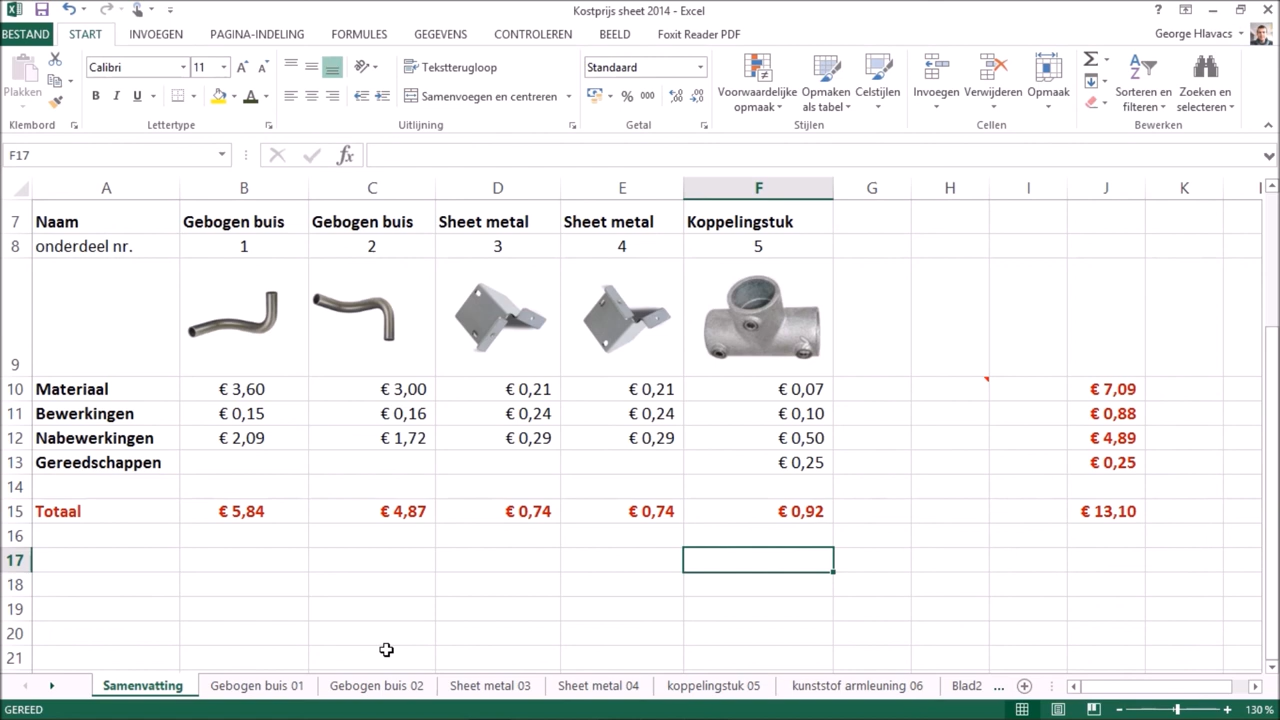 Kostprijs sheet 2014 - Excel
?
BESTAND START INVOEGEN PAGINA-INDELING FORMULES GEGEVENS CONTROLEREN BEELD Foxit Reader PDF George Hlavacs
Plakken
Calibri 11
B I U
Tekstterugloop
Samenvoegen en centreren
Standaard
% 000
Voorwaardelijke opmaak
Opmaken als tabel
Celstijlen
Invoegen
Verwijderen
Opmaak
Sorteren en filteren
Zoeken en selecteren
Klembord Lettertype Uitlijning Getal Stijlen Cellen Bewerken
F17 fx
A B C D E F G H I J K
7 Naam Gebogen buis Gebogen buis Sheet metal Sheet metal Koppelingstuk
8 onderdeel nr. 1 2 3 4 5
9
10 Materiaal € 3,60 € 3,00 € 0,21 € 0,21 € 0,07 € 7,09
11 Bewerkingen € 0,15 € 0,16 € 0,24 € 0,24 € 0,10 € 0,88
12 Nabewerkingen € 2,09 € 1,72 € 0,29 € 0,29 € 0,50 € 4,89
13 Gereedschappen € 0,25 € 0,25
14
15 Totaal € 5,84 € 4,87 € 0,74 € 0,74 € 0,92 € 13,10
16
17
18
19
20
21
Samenvatting Gebogen buis 01 Gebogen buis 02 Sheet metal 03 Sheet metal 04 koppelingstuk 05 kunststof armleuning 06 Blad2 ...
GEREED 130 %